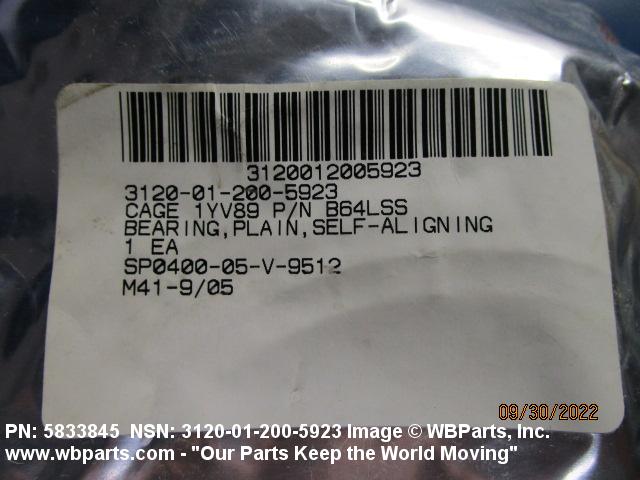 3120012005923
3120-01-200-5923
CAGE 1YV89 P/N B64LSS
BEARING,PLAIN,SELF-ALIGNING
1 EA
SP0400-05-V-9512
M41-9/05
09/30/2022
PN: 5833845 NSN: 3120-01-200-5923 Image © WBParts, Inc.
www.wbparts.com - "Our Parts Keep the World Moving"